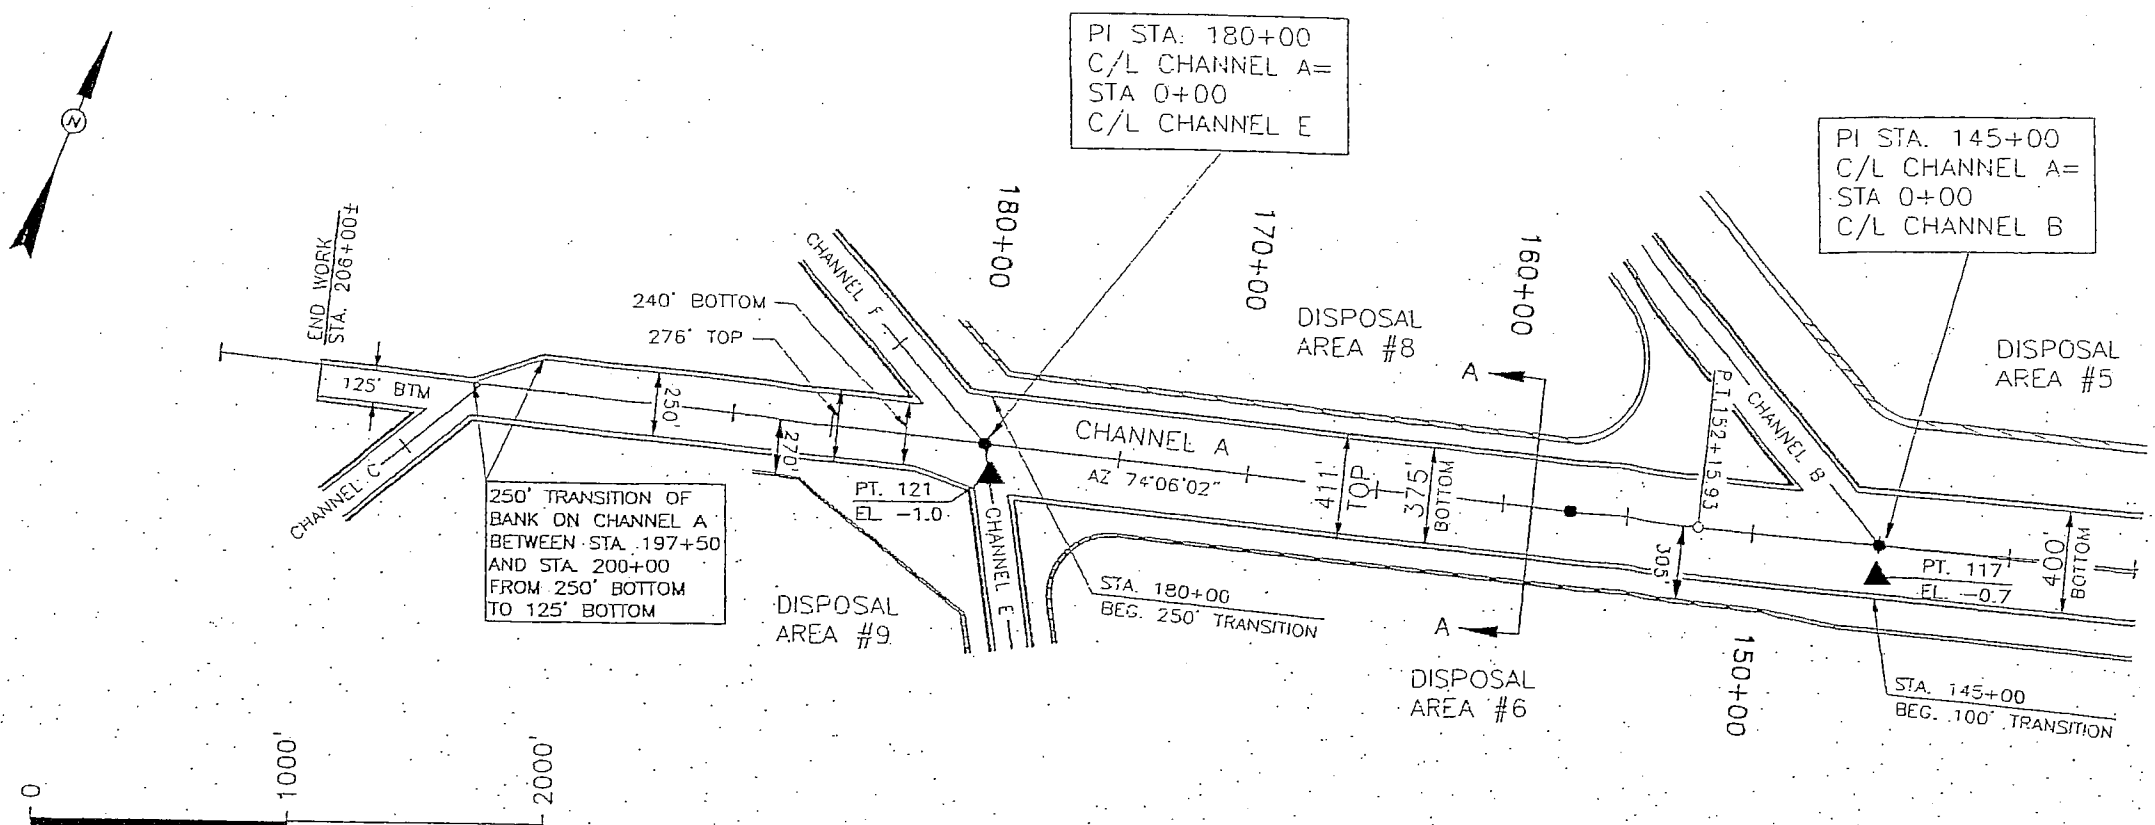 PI STA. 180+00
C/L CHANNEL A=
STA 0+00
C/L CHANNEL E
PI STA. 145+00
C/L CHANNEL A=
STA 0+00
C/L CHANNEL B
N
END WORK
STA. 206+00±
CHANNEL F
180+00
170+00
160+00
240' BOTTOM
276' TOP
DISPOSAL
AREA #8
DISPOSAL
AREA #5
A
125' BTM
250'
270'
CHANNEL A
AZ 74°06'02"
411'
TOP
375'
BOTTOM
P.T. 152+15.93
CHANNEL B
CHANNEL C
250' TRANSITION OF
BANK ON CHANNEL A
BETWEEN STA. 197+50
AND STA. 200+00
FROM 250' BOTTOM
TO 125' BOTTOM
PT. 121
EL. -1.0
CHANNEL E
305'
PT. 117
EL. -0.7
400'
BOTTOM
DISPOSAL
AREA #9
STA. 180+00
BEG. 250' TRANSITION
A
DISPOSAL
AREA #6
150+00
STA. 145+00
BEG. 100' TRANSITION
0
1000'
2000'